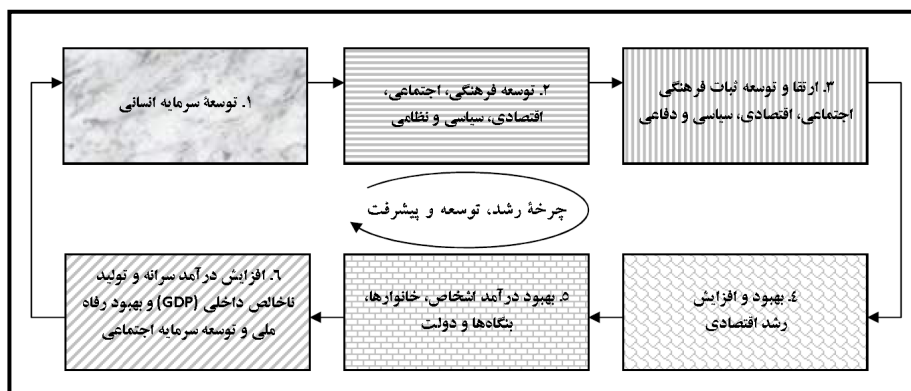 ۱. توسعهٔ سرمایه انسانی
۲. توسعه فرهنگی، اجتماعی،
اقتصادی، سیاسی و نظامی
۳. ارتقا و توسعه ثبات فرهنگی
اجتماعی، اقتصادی، سیاسی و دفاعی
چرخهٔ رشد، توسعه و پیشرفت
۴. بهبود و افزایش
رشد اقتصادی
۵. بهبود درآمد اشخاص، خانوارها،
بنگاه‌ها و دولت
۶. افزایش درآمد سرانه و تولید
ناخالص داخلی (GDP) و بهبود رفاه
ملی و توسعه سرمایه اجتماعی